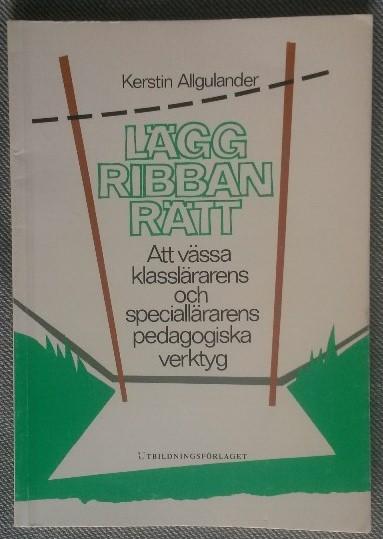 Kerstin Allgulander
LÄGG
RIBBAN
RÄTT
Att vässa
klasslärarens
och
speciallärarens
pedagogiska
verktyg
UTBILDNINGSFÖRLAGET